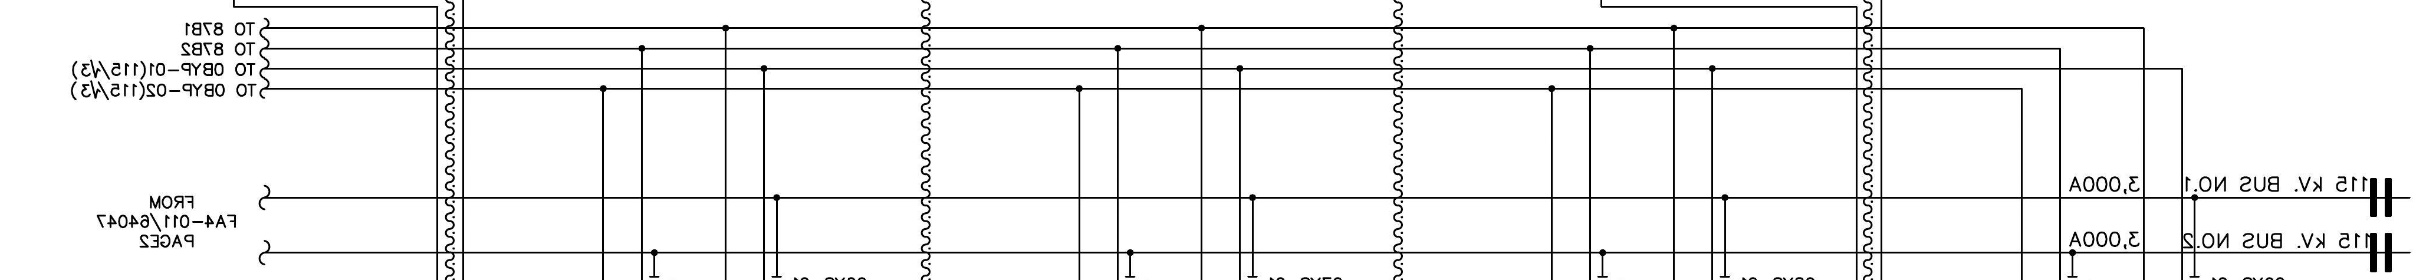 TO 87B1
TO 87B2
TO 0BYP-01(115/√3)
TO 0BYP-02(115/√3)
115 kV. BUS NO.1 3,000A
FROM
FA4-011/64047
PAGE2
115 kV. BUS NO.2 3,000A